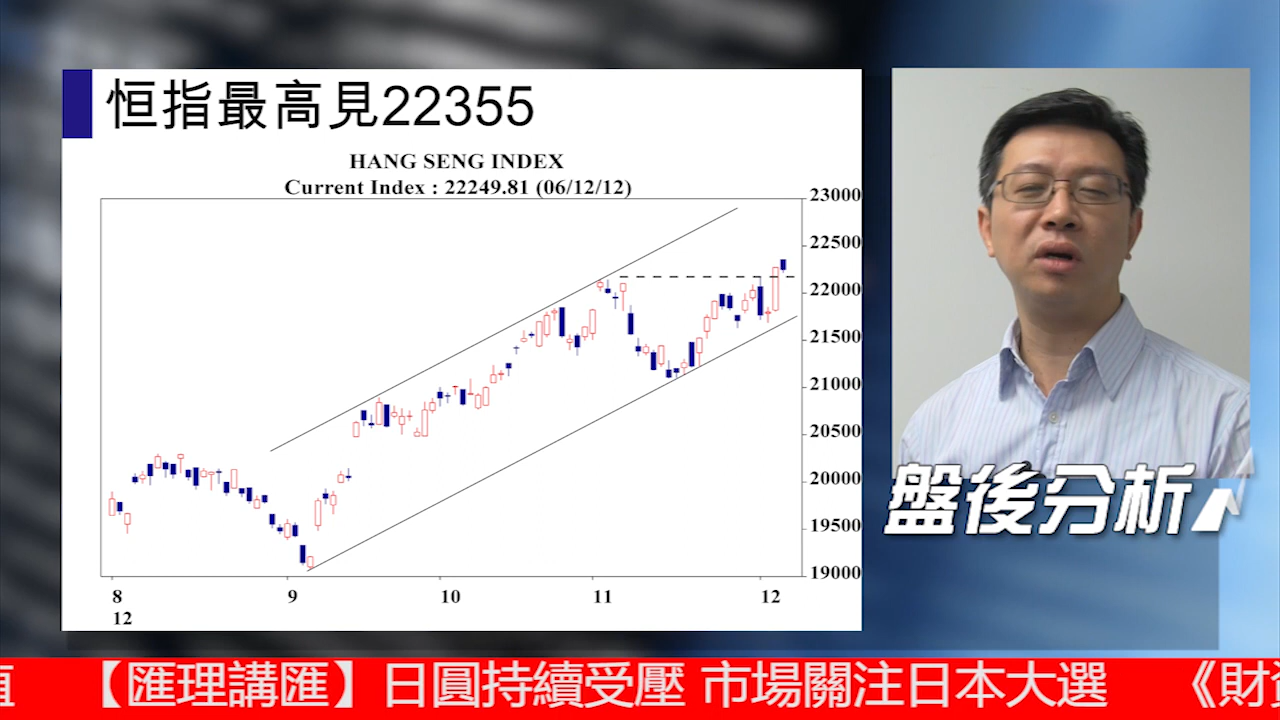 恒指最高見22355
HANG SENG INDEX
Current Index : 22249.81 (06/12/12)
23000
22500
22000
21500
21000
20500
20000
19500
19000
8 9 10 11 12
12
盤後分析
【匯理講匯】日圓持續受壓 市場關注日本大選 《財